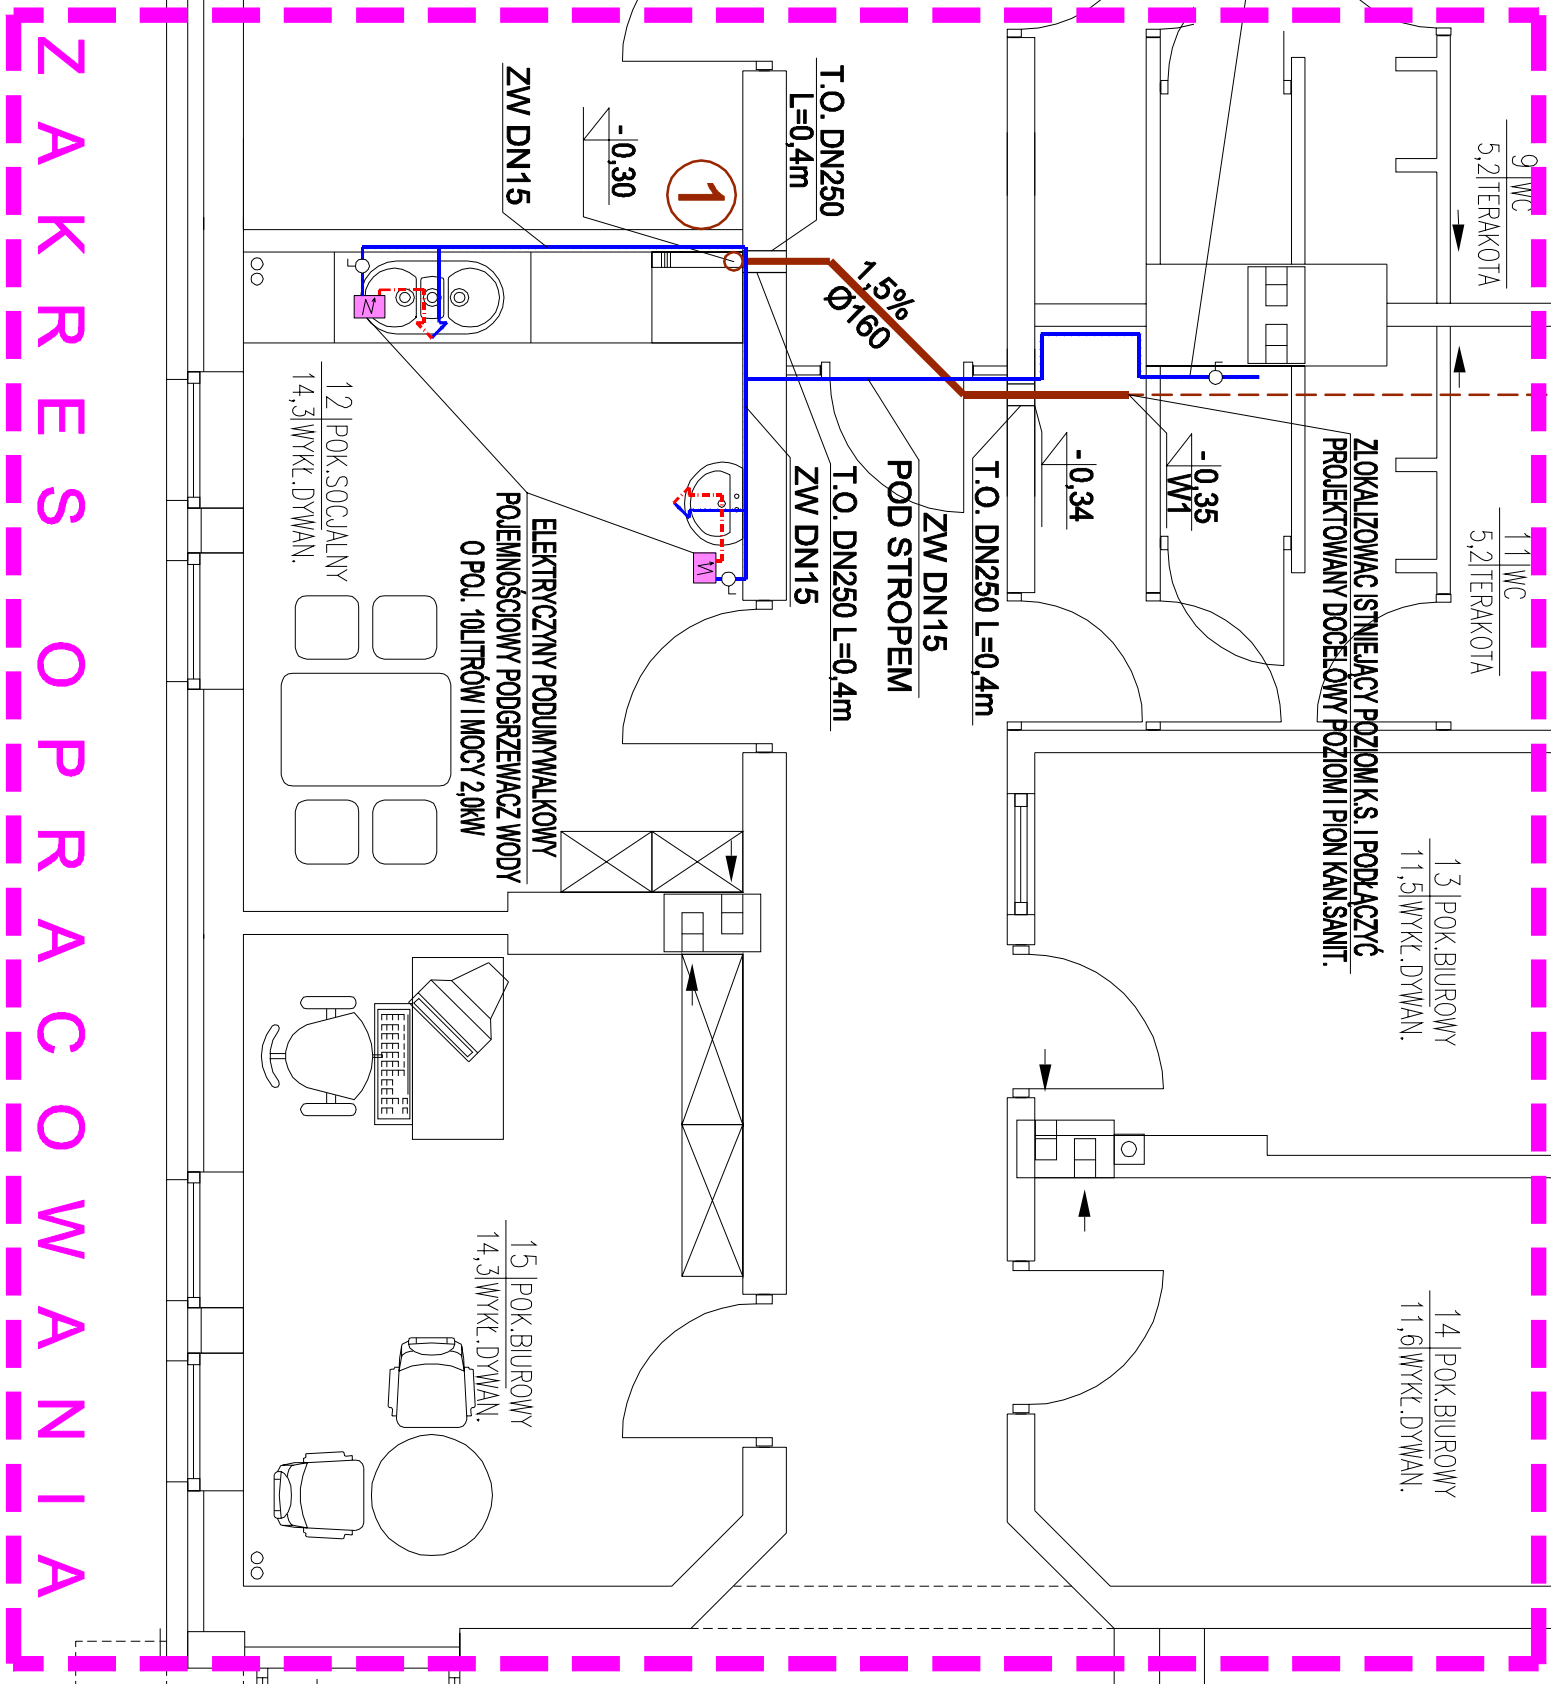 ZAKRES OPRACOWANIA
9 WC
5,2 TERAKOTA
11 WC
5,2 TERAKOTA
13 POK.BIUROWY
11,5 WYKŁ.DYWAN.
14 POK.BIUROWY
11,6 WYKŁ.DYWAN.
ZLOKALIZOWAC ISTNIEJĄCY POZIOM K.S. I PODŁĄCZYĆ
PROJEKTOWANY DOCELOWY POZIOM I PION KAN.SANIT.
-0,35
W1
-0,34
T.O. DN250 L=0,4m
ZW DN15
POD STROPEM
1,5%
Ø160
T.O. DN250
L=0,4m
T.O. DN250 L=0,4m
ZW DN15
1
-0,30
ZW DN15
ELEKTRYCZYNY PODUMYWALKOWY
POJEMNOŚCIOWY PODGRZEWACZ WODY
O POJ. 10LITRÓW I MOCY 2,0kW
12 POK.SOCJALNY
14,3 WYKŁ.DYWAN.
15 POK.BIUROWY
14,3 WYKŁ.DYWAN.